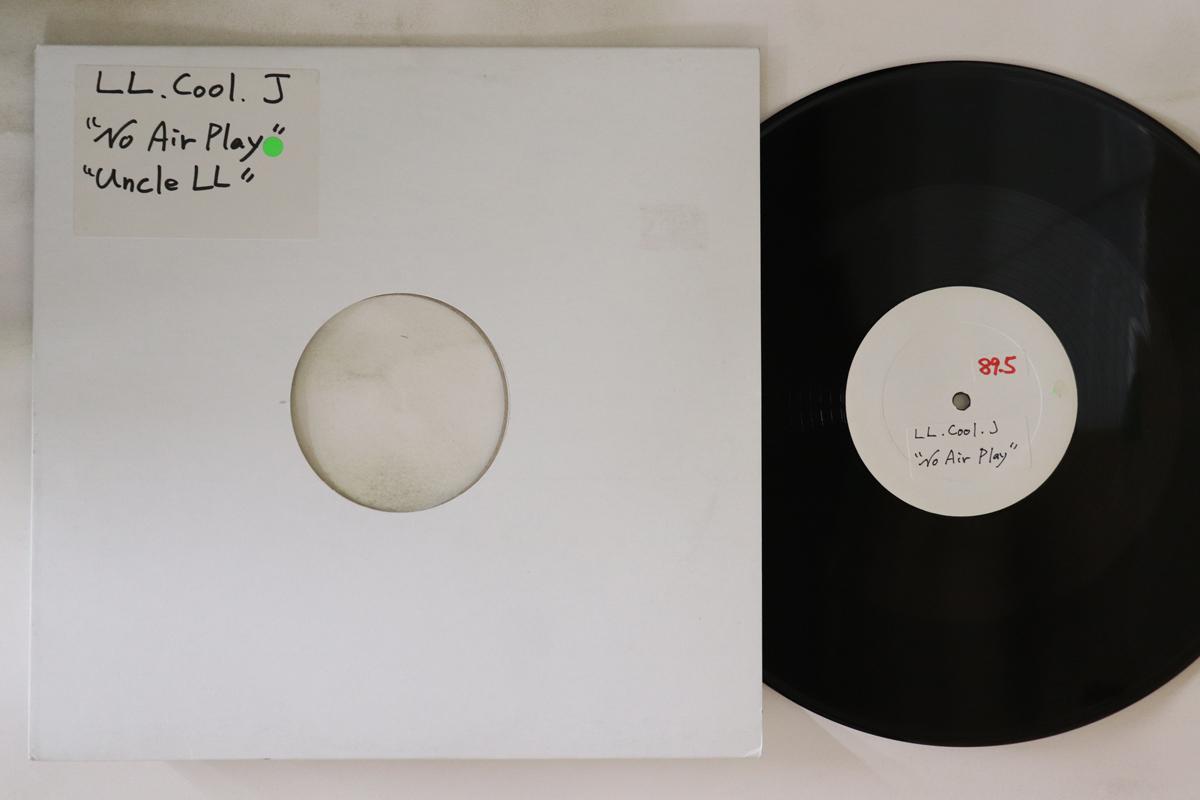 LL.Cool.J
"No Air Play"
"Uncle LL"
89.5
LL.Cool.J
"No Air Play"